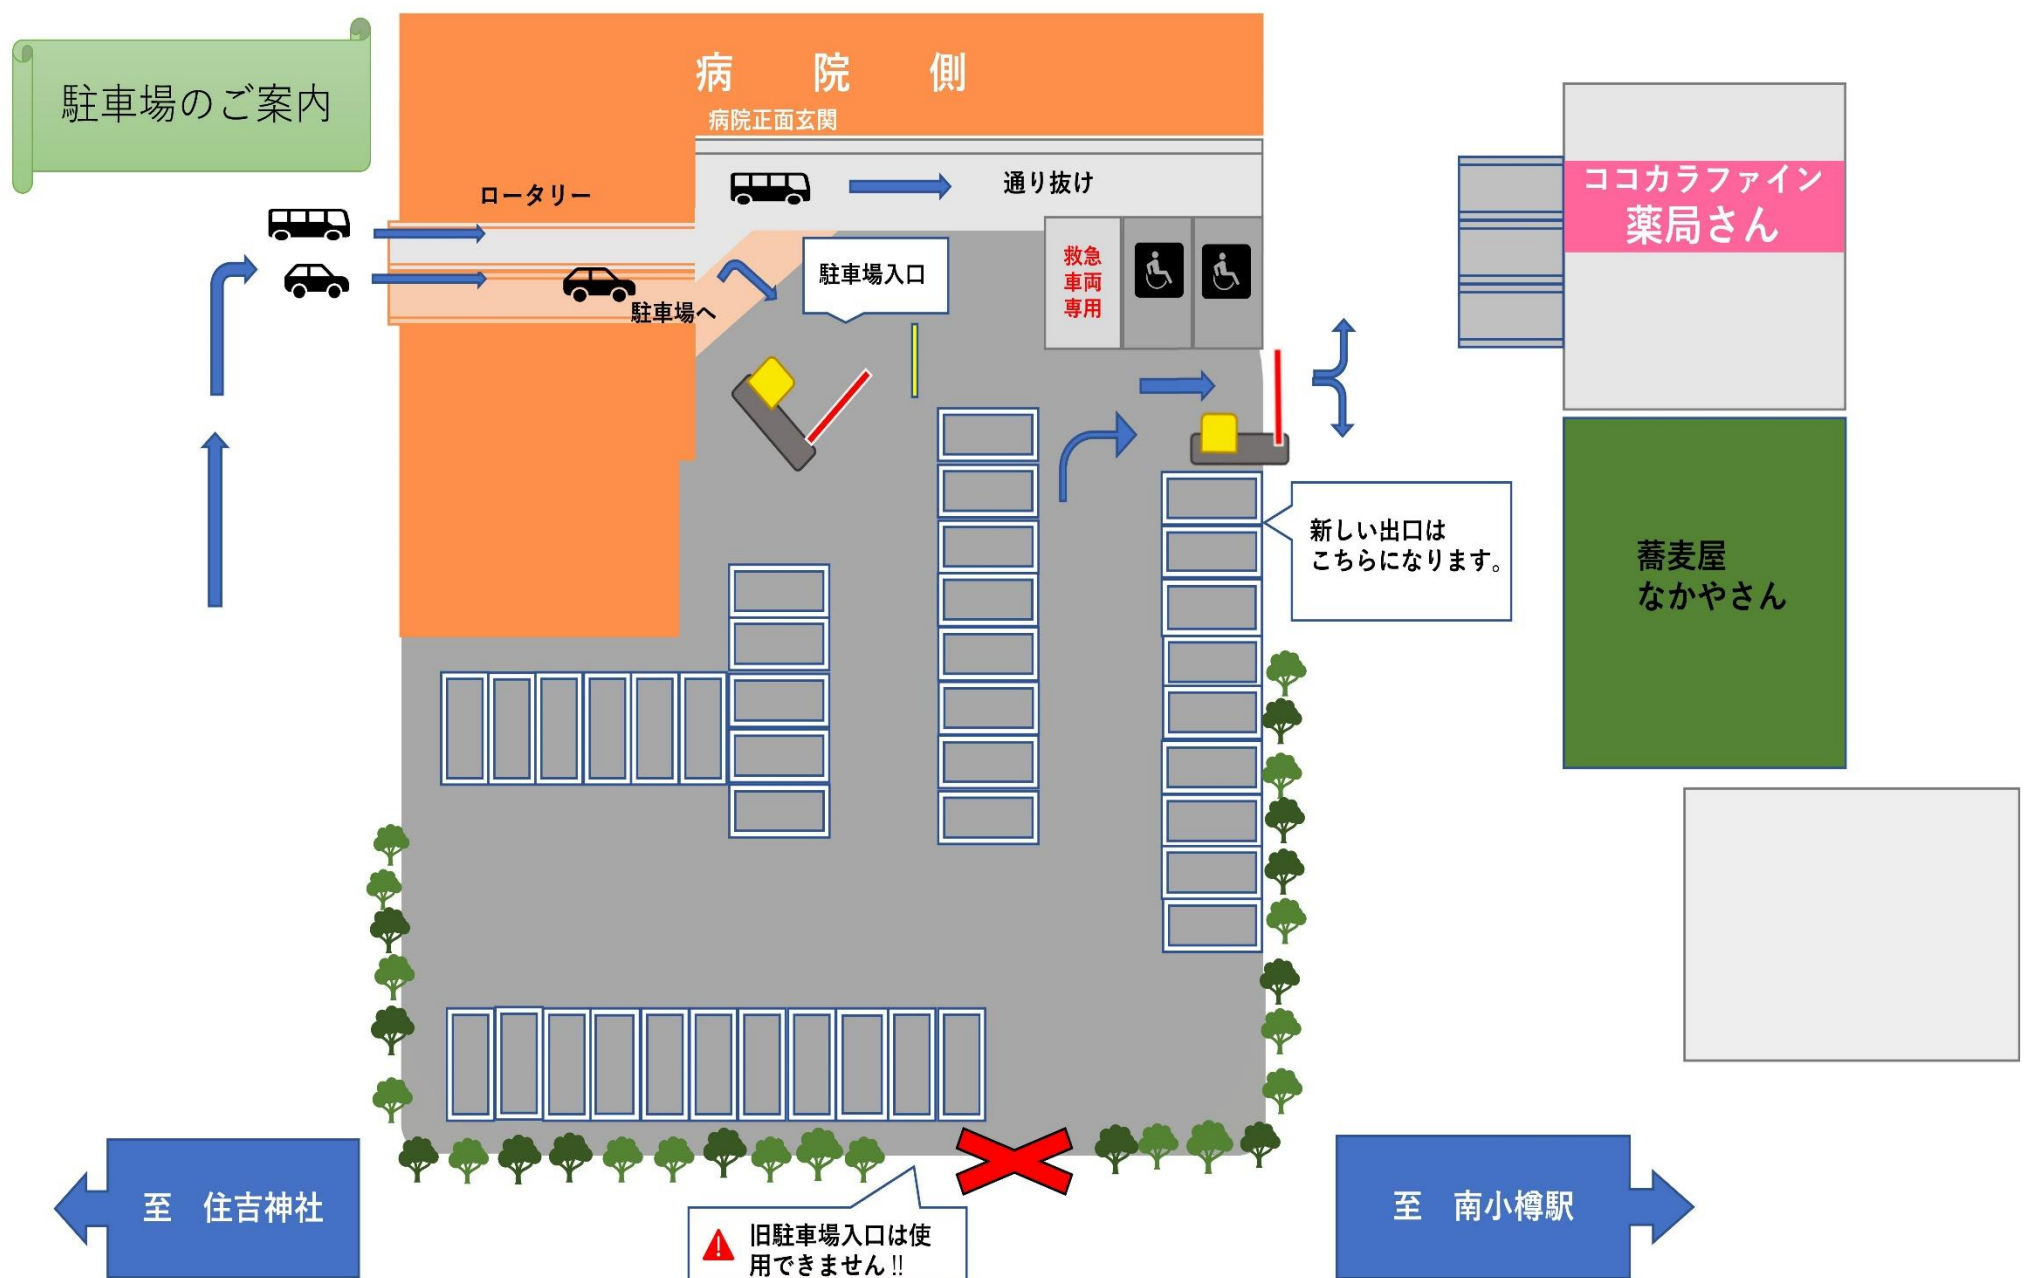 駐車場のご案内
病　院　側
病院正面玄関
ロータリー
通り抜け
駐車場へ
駐車場入口
救急
車両
専用
ココカラファイン
薬局さん
新しい出口は
こちらになります。
蕎麦屋
なかやさん
至　住吉神社
旧駐車場入口は使
用できません!!
至　南小樽駅